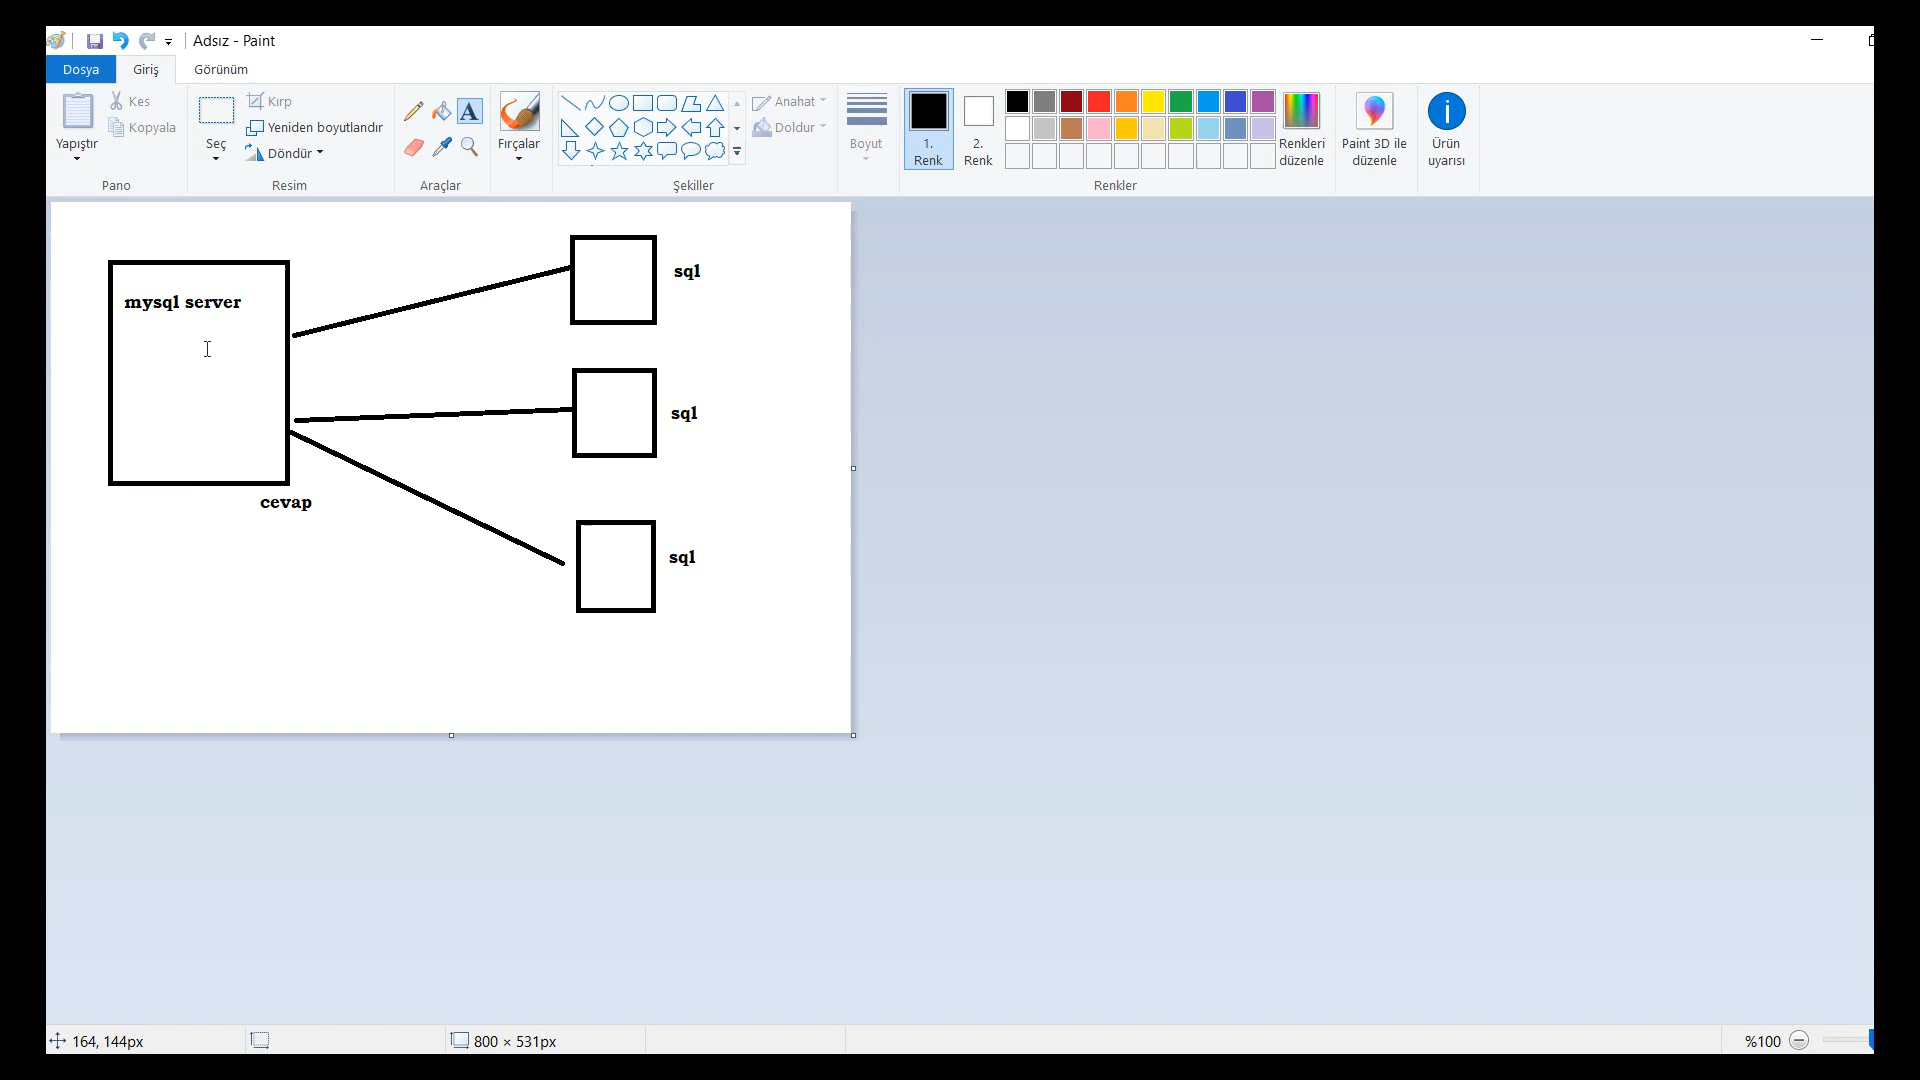 Adsız - Paint
Dosya Giriş Görünüm
Yapıştır
Kes
Kopyala
Pano
Seç
Kırp
Yeniden boyutlandır
Döndür
Resim
A
Araçlar
Fırçalar
Şekiller
Anahat
Doldur
Boyut
1.
Renk
2.
Renk
Renkleri
düzenle
Renkler
Paint 3D ile
düzenle
Ürün
uyarısı
mysql server
sql
sql
cevap
sql
164, 144px
800 × 531px
%100